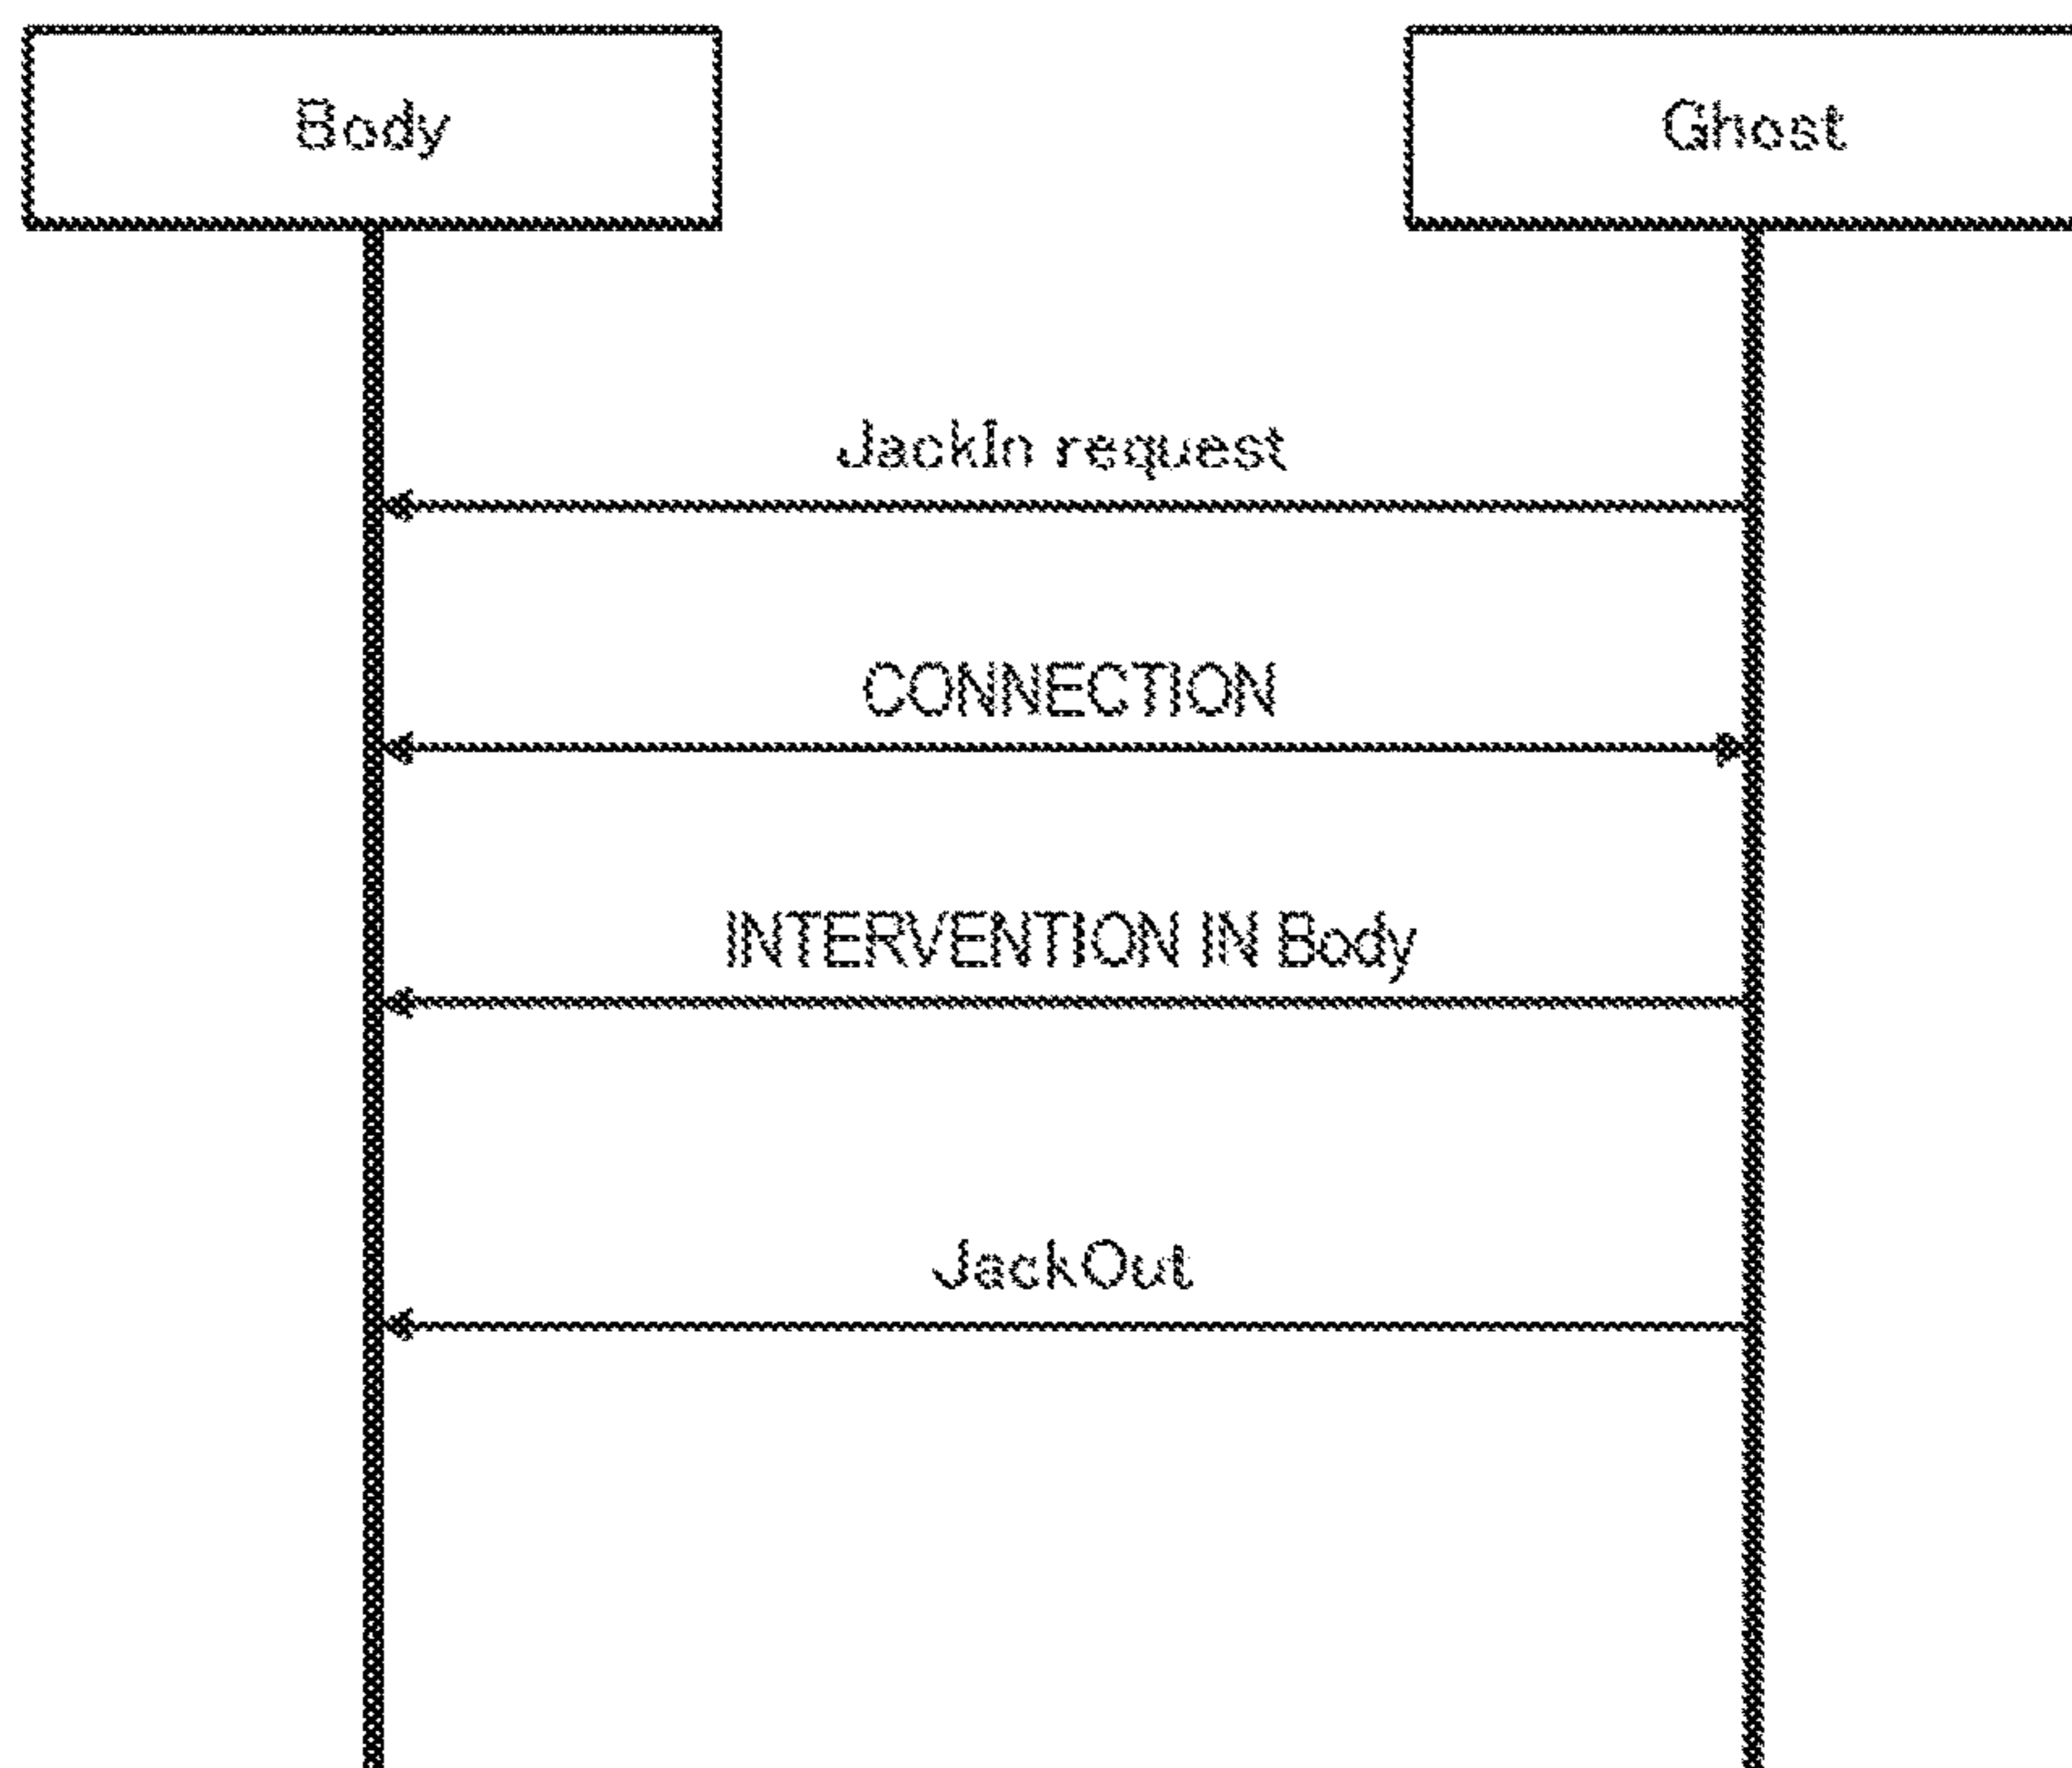 Body
Ghost
JackIn request
CONNECTION
INTERVENTION IN Body
JackOut